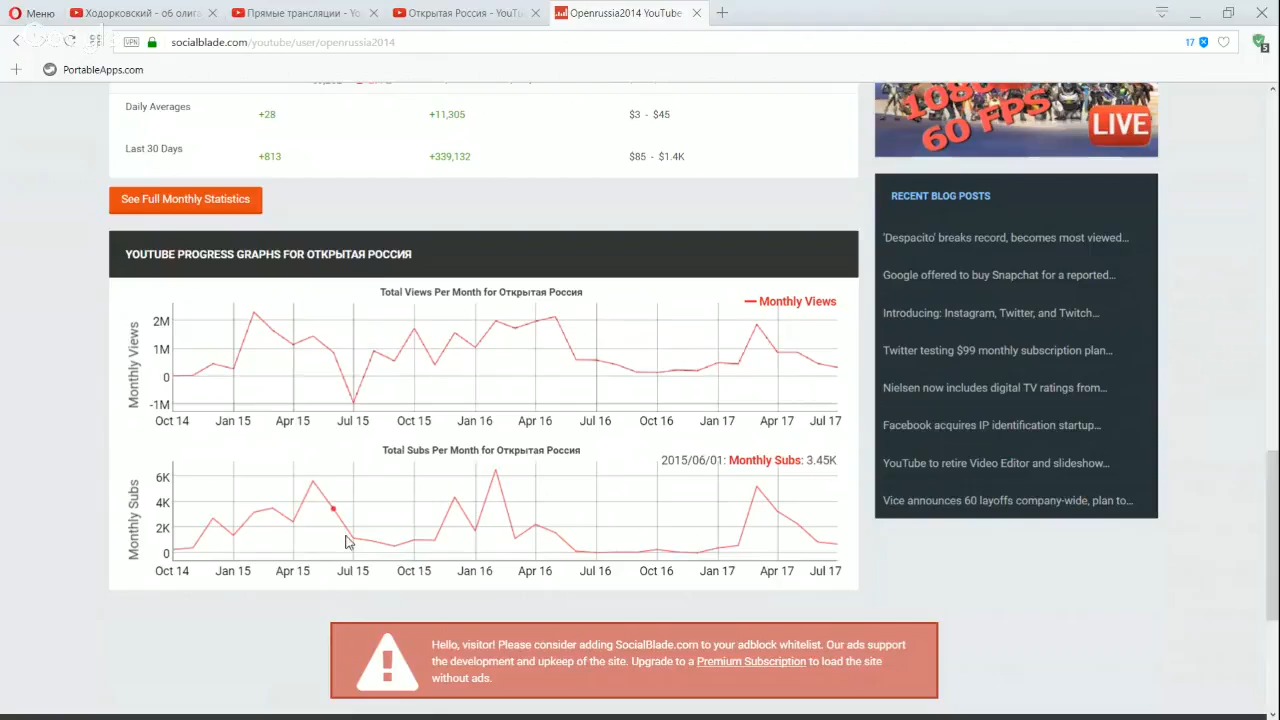 Меню
Ходорковский - об олига
Прямые трансляции - Yo
Открытая Россия - YouTu
Openrussia2014 YouTube
VPN
socialblade.com/youtube/user/openrussia2014
17
5
PortableApps.com
Daily Averages
+28
+11,305
$3 - $45
Last 30 Days
+813
+339,132
$85 - $1.4K
See Full Monthly Statistics
60 FPS
LIVE
RECENT BLOG POSTS
'Despacito' breaks record, becomes most viewed...
Google offered to buy Snapchat for a reported...
Introducing: Instagram, Twitter, and Twitch...
Twitter testing $99 monthly subscription plan...
Nielsen now includes digital TV ratings from...
Facebook acquires IP identification startup...
YouTube to retire Video Editor and slideshow...
Vice announces 60 layoffs company-wide, plan to...
YOUTUBE PROGRESS GRAPHS FOR ОТКРЫТАЯ РОССИЯ
Total Views Per Month for Открытая Россия
Monthly Views
Monthly Views
2M
1M
0
-1M
Oct 14 Jan 15 Apr 15 Jul 15 Oct 15 Jan 16 Apr 16 Jul 16 Oct 16 Jan 17 Apr 17 Jul 17
Total Subs Per Month for Открытая Россия
2015/06/01: Monthly Subs: 3.45K
Monthly Subs
6K
4K
2K
0
Oct 14 Jan 15 Apr 15 Jul 15 Oct 15 Jan 16 Apr 16 Jul 16 Oct 16 Jan 17 Apr 17 Jul 17
Hello, visitor! Please consider adding SocialBlade.com to your adblock whitelist. Our ads support
the development and upkeep of the site. Upgrade to a Premium Subscription to load the site
without ads.